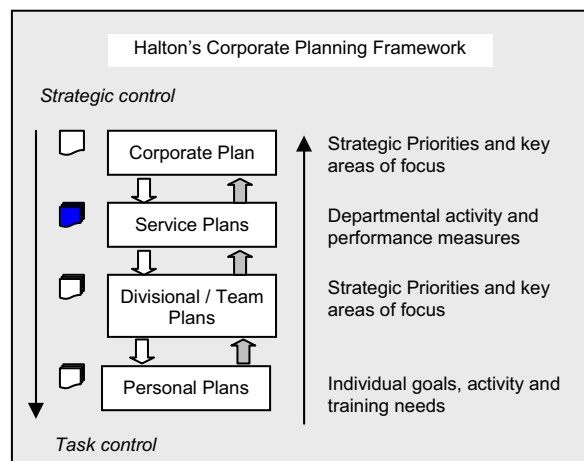 Halton’s Corporate Planning Framework
Strategic control
Corporate Plan
Strategic Priorities and key
areas of focus
Service Plans
Departmental activity and
performance measures
Divisional / Team
Plans
Strategic Priorities and key
areas of focus
Personal Plans
Individual goals, activity and
training needs
Task control